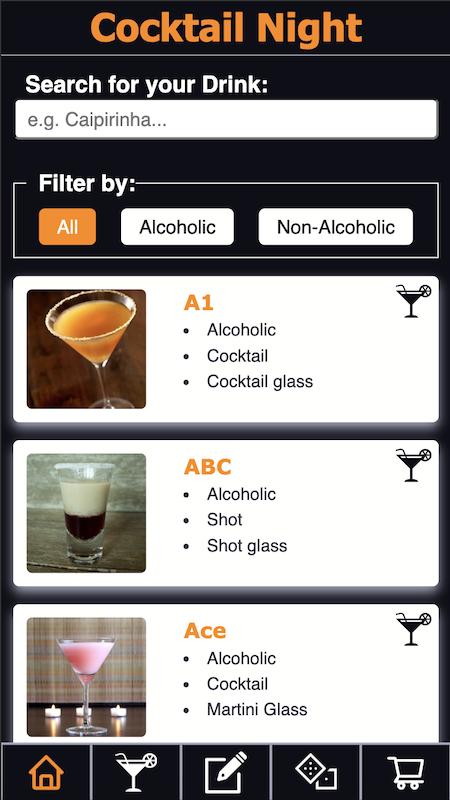 Cocktail Night
Search for your Drink:
e.g. Caipirinha...
Filter by:
All
Alcoholic
Non-Alcoholic
A1
Alcoholic
Cocktail
Cocktail glass
ABC
Alcoholic
Shot
Shot glass
Ace
Alcoholic
Cocktail
Martini Glass